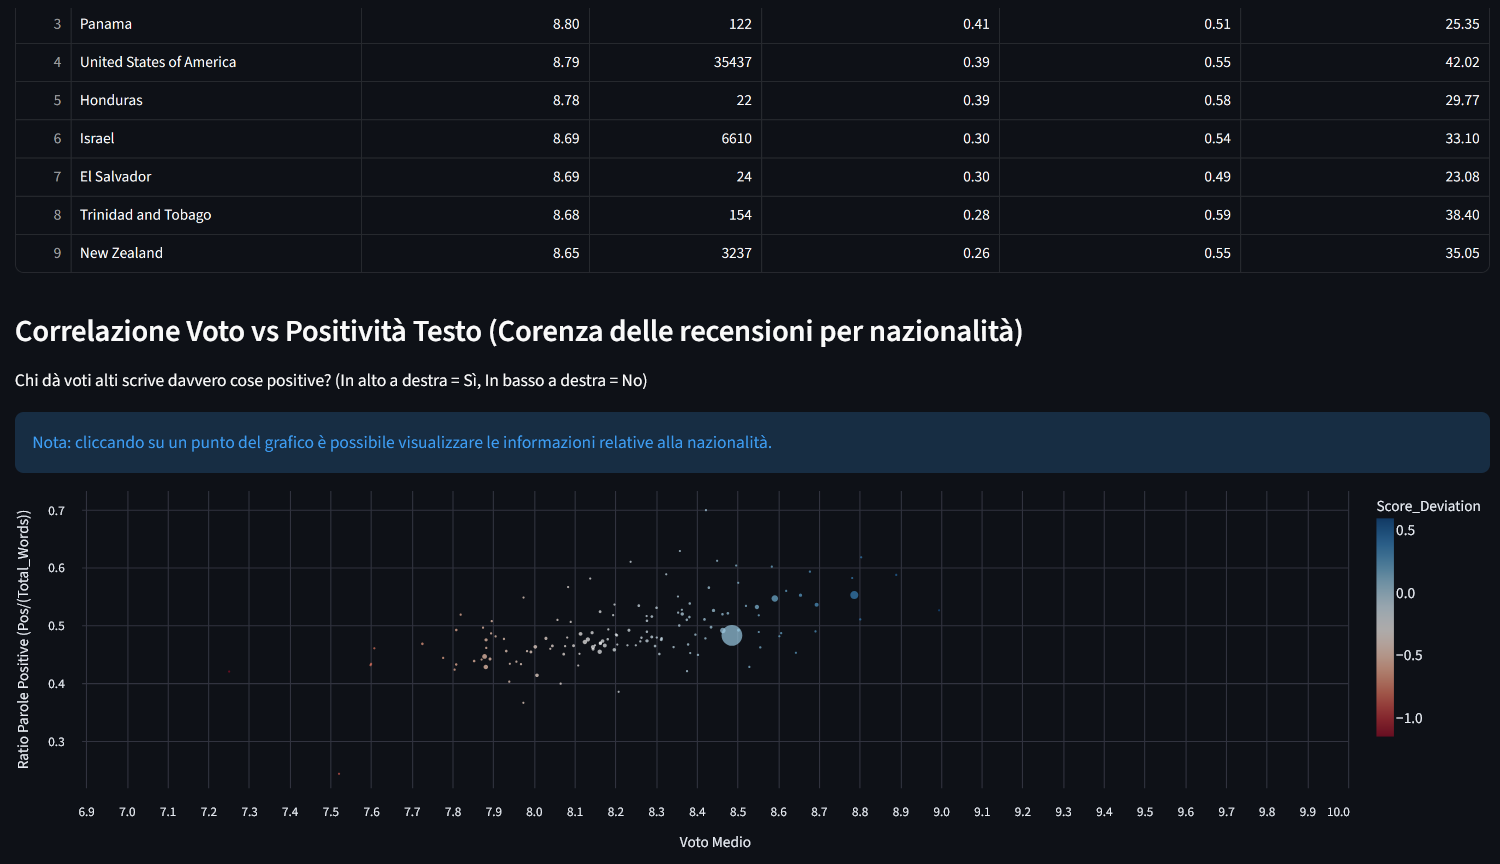 3 Panama 8.80 122 0.41 0.51 25.35
4 United States of America 8.79 35437 0.39 0.55 42.02
5 Honduras 8.78 22 0.39 0.58 29.77
6 Israel 8.69 6610 0.30 0.54 33.10
7 El Salvador 8.69 24 0.30 0.49 23.08
8 Trinidad and Tobago 8.68 154 0.28 0.59 38.40
9 New Zealand 8.65 3237 0.26 0.55 35.05
Correlazione Voto vs Positività Testo (Corenza delle recensioni per nazionalità)
Chi dà voti alti scrive davvero cose positive? (In alto a destra = Sì, In basso a destra = No)
Nota: cliccando su un punto del grafico è possibile visualizzare le informazioni relative alla nazionalità.
Ratio Parole Positive (Pos/(Total_Words))
0.7
0.6
0.5
0.4
0.3
6.9 7.0 7.1 7.2 7.3 7.4 7.5 7.6 7.7 7.8 7.9 8.0 8.1 8.2 8.3 8.4 8.5 8.6 8.7 8.8 8.9 9.0 9.1 9.2 9.3 9.4 9.5 9.6 9.7 9.8 9.9 10.0
Voto Medio
Score_Deviation
0.5
0.0
−0.5
−1.0